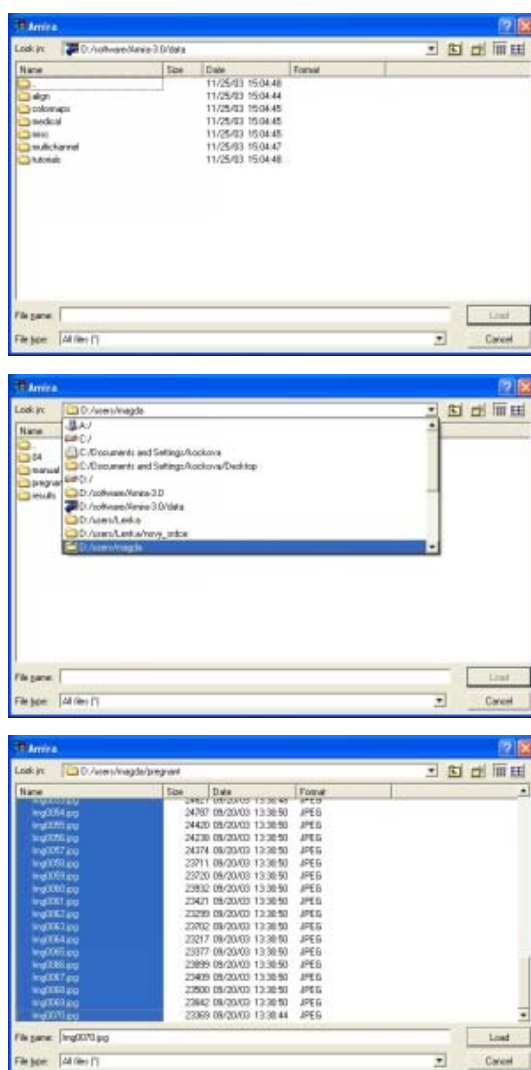 Amira
Look in: D:/software/Amira-3.0/data
Name Size Date Format
.. 11/25/03 15:04:48
align 11/25/03 15:04:44
colormaps 11/25/03 15:04:45
medical 11/25/03 15:04:45
misc 11/25/03 15:04:45
multichannel 11/25/03 15:04:47
tutorials 11/25/03 15:04:48
File name:
Load
File type: All files (*)
Cancel
Amira
Look in: D:/users/magda
Name
A:/
C:/
04 C:/Documents and Settings/kockova
manual C:/Documents and Settings/kockova/Desktop
D:/
results D:/software/Amira-3.0
D:/software/Amira-3.0/data
D:/users/Lenka
D:/users/Lenka/novy_srdce
D:/users/magda
File name:
Load
File type: All files (*)
Cancel
Amira
Look in: D:/users/magda/pregnant
Name Size Date Format
Img0054.jpg 24787 09/20/03 13:38:50 JPEG
Img0055.jpg 24420 09/20/03 13:38:50 JPEG
Img0056.jpg 24238 09/20/03 13:38:50 JPEG
Img0057.jpg 24374 09/20/03 13:38:50 JPEG
Img0058.jpg 23711 09/20/03 13:38:50 JPEG
Img0059.jpg 23720 09/20/03 13:38:50 JPEG
Img0060.jpg 23932 09/20/03 13:38:50 JPEG
Img0061.jpg 23421 09/20/03 13:38:50 JPEG
Img0062.jpg 23299 09/20/03 13:38:50 JPEG
Img0063.jpg 23702 09/20/03 13:38:50 JPEG
Img0064.jpg 23217 09/20/03 13:38:50 JPEG
Img0065.jpg 23377 09/20/03 13:38:50 JPEG
Img0066.jpg 23899 09/20/03 13:38:50 JPEG
Img0067.jpg 23409 09/20/03 13:38:50 JPEG
Img0068.jpg 23500 09/20/03 13:38:50 JPEG
Img0069.jpg 23642 09/20/03 13:38:50 JPEG
Img0070.jpg 23369 09/20/03 13:38:44 JPEG
File name: Img0070.jpg
Load
File type: All files (*)
Cancel